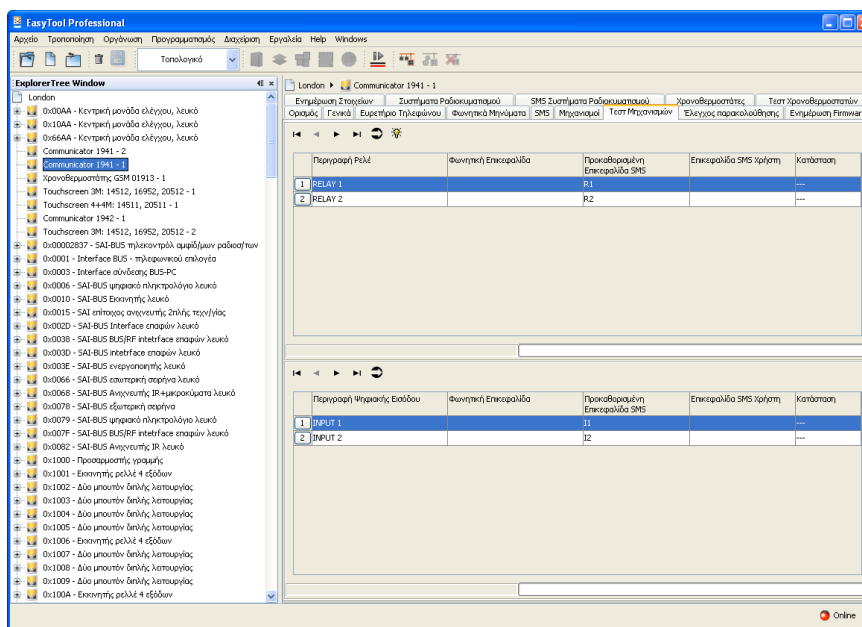 EasyTool Professional
Αρχείο Τροποποίηση Οργάνωση Προγραμματισμός Διαχείριση Εργαλεία Help Windows
Τοπολογικό
ExplorerTree Window
London
0x00AA - Κεντρική μονάδα ελέγχου, λευκό
0x10AA - Κεντρική μονάδα ελέγχου, λευκό
0x66AA - Κεντρική μονάδα ελέγχου, λευκό
Communicator 1941 - 2
Communicator 1941 - 1
Χρονοθερμοστάτης GSM 01913 - 1
Touchscreen 3M: 14512, 16952, 20512 - 1
Touchscreen 4+4M: 14511, 20511 - 1
Communicator 1942 - 1
Touchscreen 3M: 14512, 16952, 20512 - 2
0x00002837 - SAI-BUS τηλεκοντρόλ αμφίδ/μων ραδιοσ/των
0x0001 - Interface BUS - τηλεφωνικού επιλογέα
0x0003 - Interface σύνδεσης BUS-PC
0x0006 - SAI-BUS ψηφιακό πληκτρολόγιο λευκό
0x0010 - SAI-BUS Εκκινητής λευκό
0x0015 - SAI επίτοιχος ανιχνευτής 2πλής τεχν/γίας
0x002D - SAI-BUS Interface επαφών λευκό
0x0038 - SAI-BUS BUS/RF intetrface επαφών λευκό
0x003D - SAI-BUS intetrface επαφών λευκό
0x003E - SAI-BUS ενεργοποιητής λευκό
0x0066 - SAI-BUS εσωτερική σειρήνα λευκό
0x0068 - SAI-BUS Ανιχνευτής IR+μικροκύματα λευκό
0x0078 - SAI-BUS εξωτερική σειρήνα
0x0079 - SAI-BUS ψηφιακό πληκτρολόγιο λευκό
0x007F - SAI-BUS BUS/RF intetrface επαφών λευκό
0x0082 - SAI-BUS Ανιχνευτής IR λευκό
0x1000 - Προσαρμοστής γραμμής
0x1001 - Εκκινητής ρελλέ 4 εξόδων
0x1002 - Δύο μπουτόν διπλής λειτουργίας
0x1003 - Δύο μπουτόν διπλής λειτουργίας
0x1004 - Δύο μπουτόν διπλής λειτουργίας
0x1005 - Δύο μπουτόν διπλής λειτουργίας
0x1006 - Εκκινητής ρελλέ 4 εξόδων
0x1007 - Δύο μπουτόν διπλής λειτουργίας
0x1008 - Δύο μπουτόν διπλής λειτουργίας
0x1009 - Δύο μπουτόν διπλής λειτουργίας
0x100A - Εκκινητής ρελλέ 4 εξόδων
London Communicator 1941 - 1
Ενημέρωση Στοιχείων Συστήματα Ραδιοκυματισμού SMS Συστήματα Ραδιοκυματισμού Χρονοθερμοστάτες Τεστ Χρονοθερμοστατών
Ορισμός Γενικά Ευρετήριο Τηλεφώνου Φωνητικά Μηνύματα SMS Μηχανισμοί Τεστ Μηχανισμών Έλεγχος παρακολούθησης Ενημέρωση Firmwar
Περιγραφή Ρελέ Φωνητική Επικεφαλίδα Προκαθορισμένη Επικεφαλίδα SMS Χρήστη Κατάσταση
Επικεφαλίδα SMS
1 RELAY 1 R1 ---
2 RELAY 2 R2 ---
Περιγραφή Ψηφιακής Εισόδου Φωνητική Επικεφαλίδα Προκαθορισμένη Επικεφαλίδα SMS Χρήστη Κατάσταση
Επικεφαλίδα SMS
1 INPUT 1 I1 ---
2 INPUT 2 I2 ---
Online